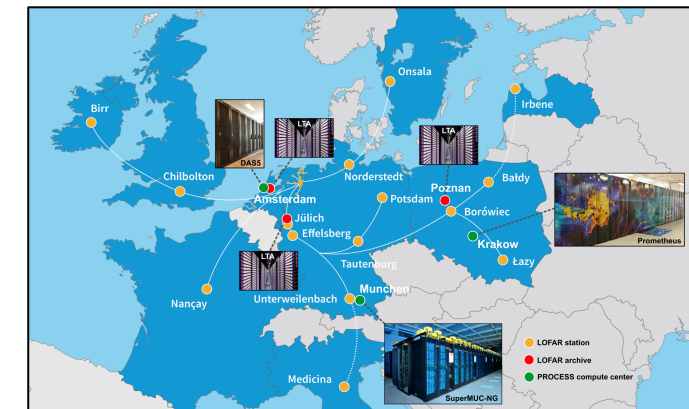 Onsala
Irbene
Birr
DAS5
LTA
LTA
Chilbolton
Norderstedt
Amsterdam
Potsdam
Poznan
Bałdy
Jülich
Borówiec
Effelsberg
Krakow
Prometheus
LTA
Tautenburg
Łazy
Nançay
Unterweilenbach
Munchen
Medicina
SuperMUC-NG
LOFAR station
LOFAR archive
PROCESS compute center